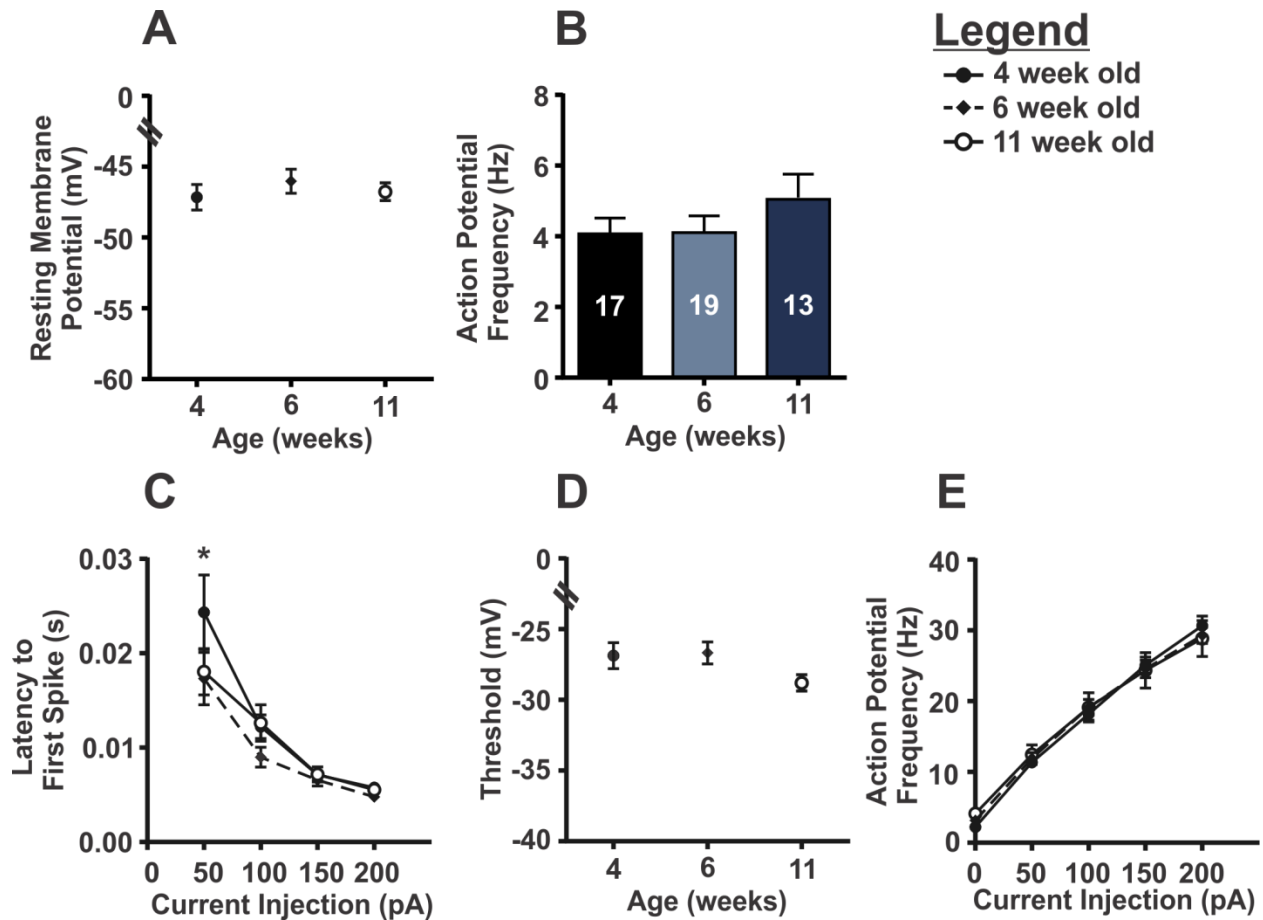 A
B
Legend
4 week old
6 week old
11 week old
Resting Membrane
Potential (mV)
0
-45
-50
-55
-60
4
6
11
Age (weeks)
Action Potential
Frequency (Hz)
8
6
4
2
0
17
19
13
4
6
11
Age (weeks)
C
D
E
Latency to
First Spike (s)
0.03
0.02
0.01
0.00
*
0
50
100
150
200
Current Injection (pA)
Threshold (mV)
0
-25
-30
-35
-40
4
6
11
Age (weeks)
Action Potential
Frequency (Hz)
40
30
20
10
0
0
50
100
150
200
Current Injection (pA)